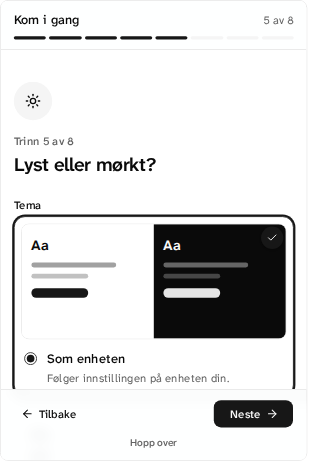 Kom i gang
5 av 8
Trinn 5 av 8
Lyst eller mørkt?
Tema
Aa
Aa
Som enheten
Følger innstillingen på enheten din.
Tilbake
Neste
Hopp over